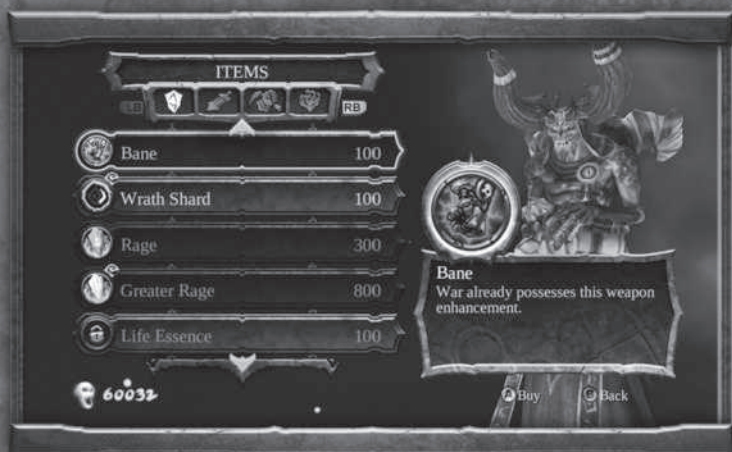 ITEMS
LB RB
Bane 100
Wrath Shard 100
Rage 300
Greater Rage 800
Life Essence 100
60032
Bane
War already possesses this weapon
enhancement.
A Buy Back